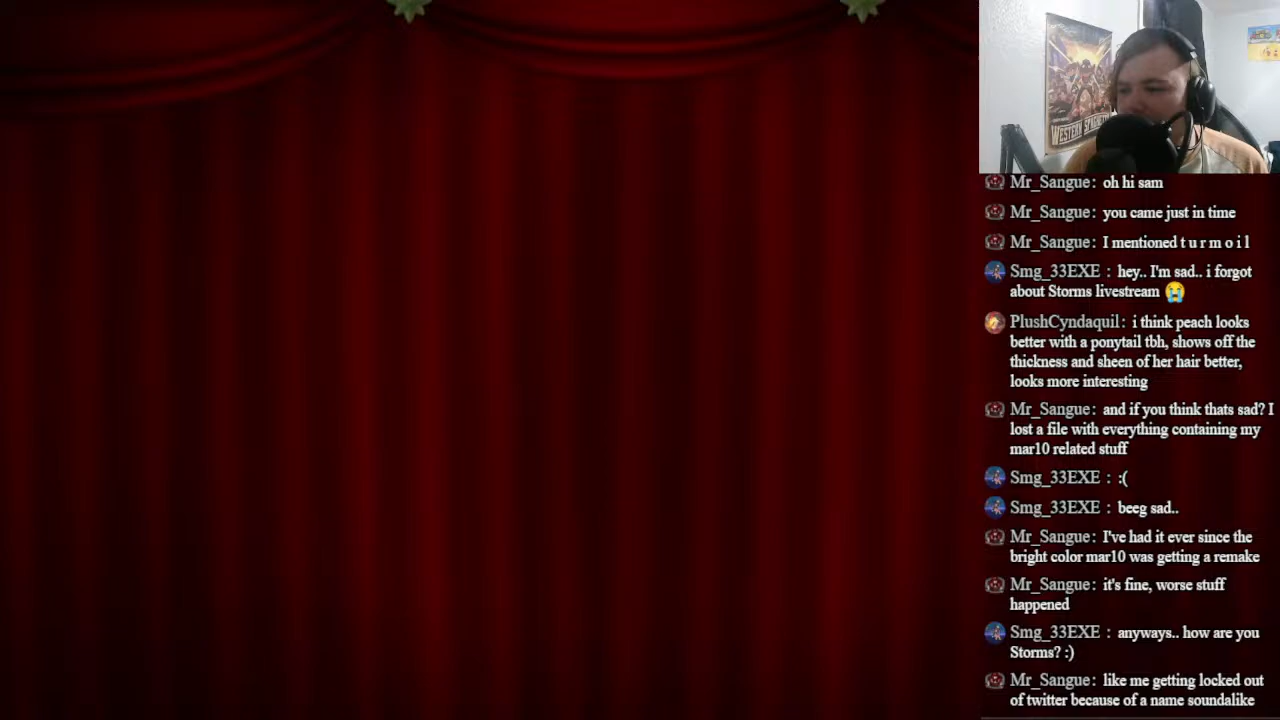 WESTERN SPAGHETTI
Mr_Sangue: oh hi sam
Mr_Sangue: you came just in time
Mr_Sangue: I mentioned t u r m o i l
Smg_33EXE : hey.. I'm sad.. i forgot
about Storms livestream 😭
PlushCyndaquil: i think peach looks
better with a ponytail tbh, shows off the
thickness and sheen of her hair better,
looks more interesting
Mr_Sangue: and if you think thats sad? I
lost a file with everything containing my
mar10 related stuff
Smg_33EXE : :(
Smg_33EXE : beeg sad..
Mr_Sangue: I've had it ever since the
bright color mar10 was getting a remake
Mr_Sangue: it's fine, worse stuff
happened
Smg_33EXE : anyways.. how are you
Storms? :)
Mr_Sangue: like me getting locked out
of twitter because of a name soundalike